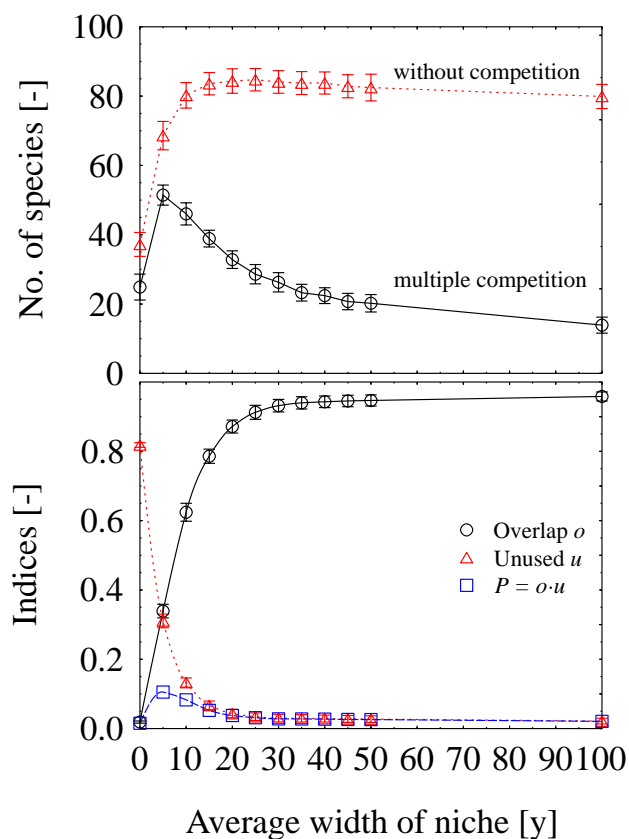 No. of species [-]
100
80
60
40
20
0
without competition
multiple competition
Indices [-]
0.8
0.6
0.4
0.2
0.0
Overlap o
Unused u
P = o·u
0 10 20 30 40 50 60 70 80 90 100
Average width of niche [y]